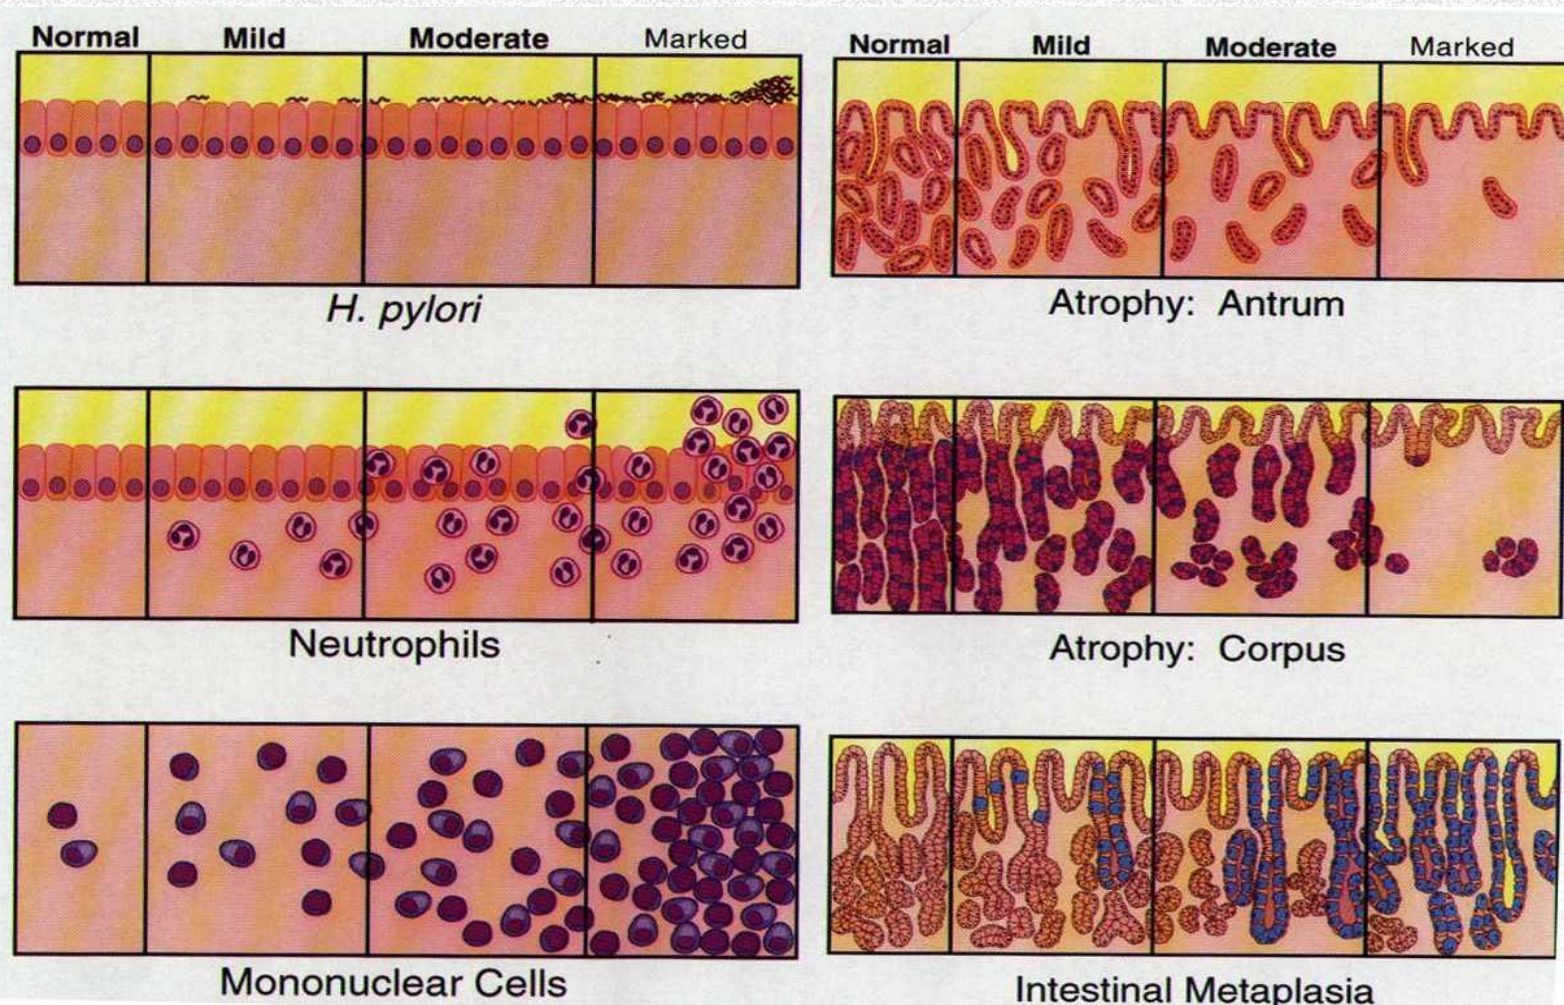 Normal Mild Moderate Marked
H. pylori
Neutrophils
Mononuclear Cells
Normal Mild Moderate Marked
Atrophy: Antrum
Atrophy: Corpus
Intestinal Metaplasia